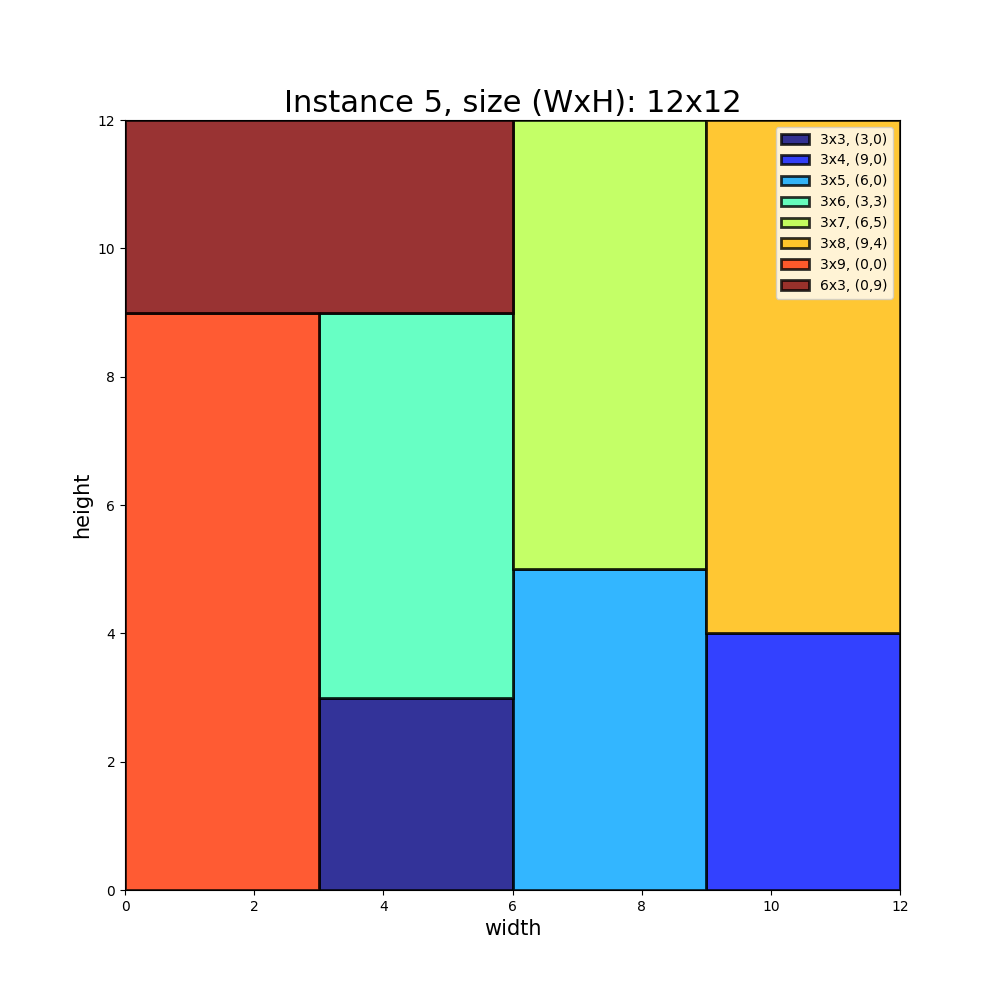 Instance 5, size (WxH): 12x12
3x3, (3,0)
3x4, (9,0)
3x5, (6,0)
3x6, (3,3)
3x7, (6,5)
3x8, (9,4)
3x9, (0,0)
6x3, (0,9)
12
10
8
6
4
2
0
height
0 2 4 6 8 10 12
width